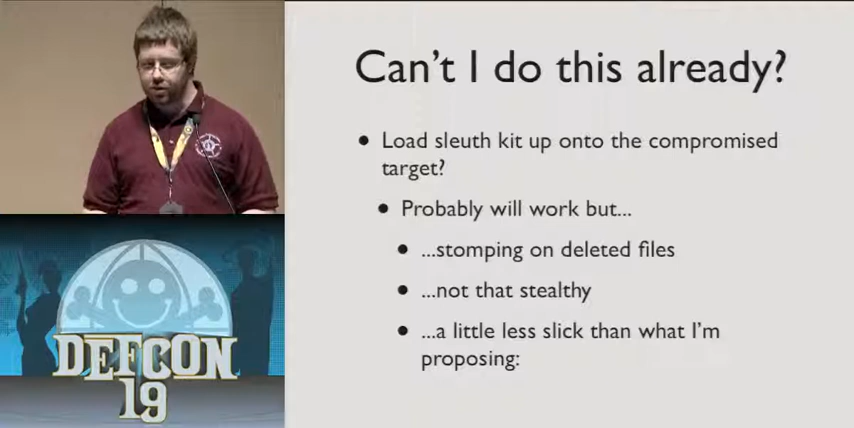 Can't I do this already?
• Load sleuth kit up onto the compromised
target?
• Probably will work but...
• ...stomping on deleted files
• ...not that stealthy
• ...a little less slick than what I'm
proposing:
DEFCON
19